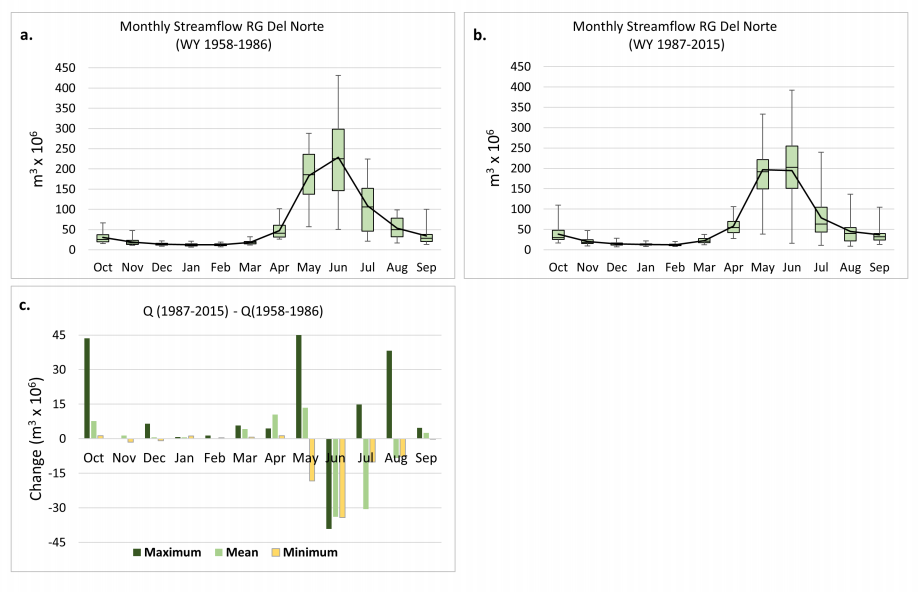 a.
Monthly Streamflow RG Del Norte
(WY 1958-1986)
m³ x 10⁶
450
400
350
300
250
200
150
100
50
0
Oct Nov Dec Jan Feb Mar Apr May Jun Jul Aug Sep
b.
Monthly Streamflow RG Del Norte
(WY 1987-2015)
m³ x 10⁶
450
400
350
300
250
200
150
100
50
0
Oct Nov Dec Jan Feb Mar Apr May Jun Jul Aug Sep
c.
Q (1987-2015) - Q(1958-1986)
Change (m³ x 10⁶)
45
30
15
0
-15
-30
-45
Oct Nov Dec Jan Feb Mar Apr May Jun Jul Aug Sep
Maximum Mean Minimum